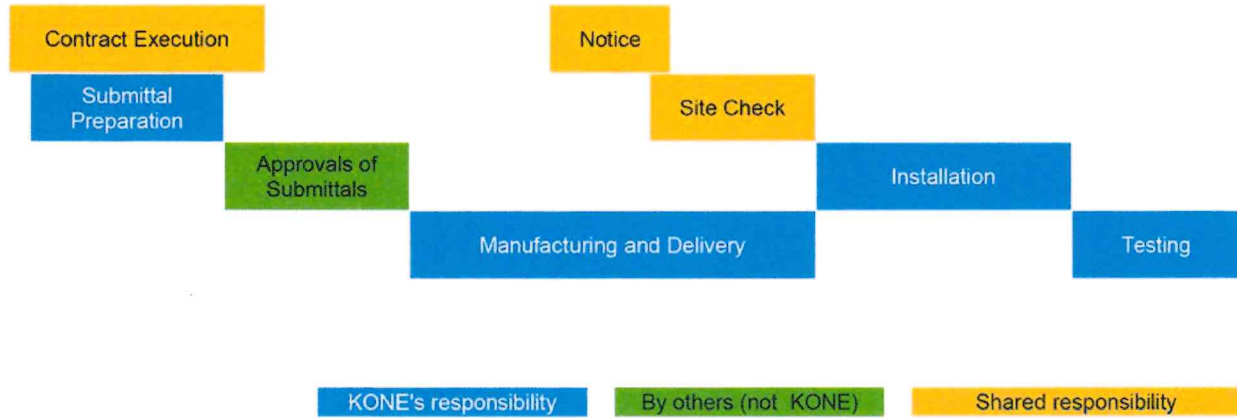 Contract Execution
Notice
Submittal
Preparation
Site Check
Approvals of
Submittals
Installation
Manufacturing and Delivery
Testing
KONE's responsibility
By others (not KONE)
Shared responsibility